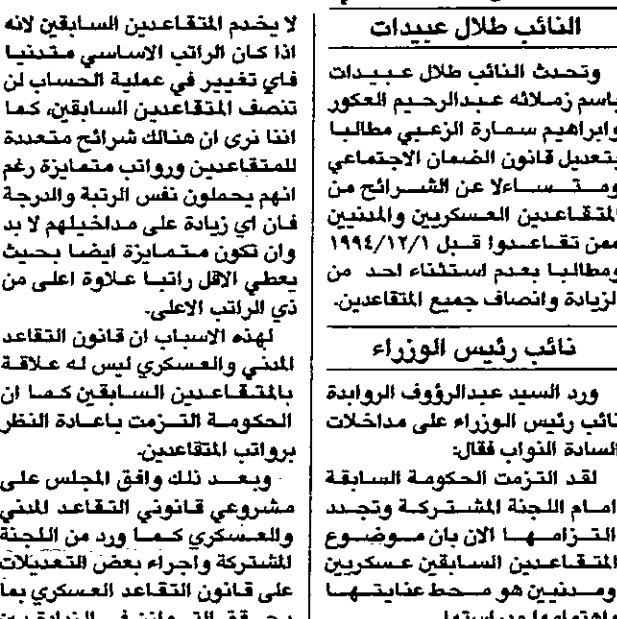 النائب طلال عبيدات
وتحدث النائب طلال عبيدات
باسم زملائه عبدالرحيم العكور
وابراهيم سمارة الزعبي مطالبا
بتعديل قانون الضمان الاجتماعي
ومتساءلا عن الشرائح من
المتقاعدين العسكريين والمدنيين
ممن تقاعدوا قبل ١٩٩٤/١٢/١
ومطالبا بعدم استثناء احد من
الزيادة وانصاف جميع المتقاعدين.
نائب رئيس الوزراء
ورد السيد عبدالرؤوف الروابدة
نائب رئيس الوزراء على مداخلات
السادة النواب فقال:
لقد التزمت الحكومة السابقة
امام اللجنة المشتركة وتجدد
التزامها الان بان موضوع
المتقاعدين السابقين عسكريين
ومدنيين هو محط عنايتها
واهتمامها ودراستها
لا يخدم المتقاعدين السابقين لانه
اذا كان الراتب الاساسي متدنيا
فاي تغيير في عملية الحساب لن
تنصف المتقاعدين السابقين، كما
اننا نرى ان هنالك شرائح متعددة
للمتقاعدين ورواتب متمايزة رغم
انهم يحملون نفس الرتبة والدرجة
فان اي زيادة على مداخيلهم لا بد
وان تكون متمايزة ايضا بحيث
يعطي الاقل راتبا علاوة اعلى من
ذي الراتب الاعلى.
لهذه الاسباب ان قانون التقاعد
المدني والعسكري ليس له علاقة
بالمتقاعدين السابقين كما ان
الحكومة التزمت باعادة النظر
برواتب المتقاعدين.
وبعد ذلك وافق المجلس على
مشروعي قانوني التقاعد المدني
والعسكري كما ورد من اللجنة
المشتركة واجراء بعض التعديلات
على قانون التقاعد العسكري بما